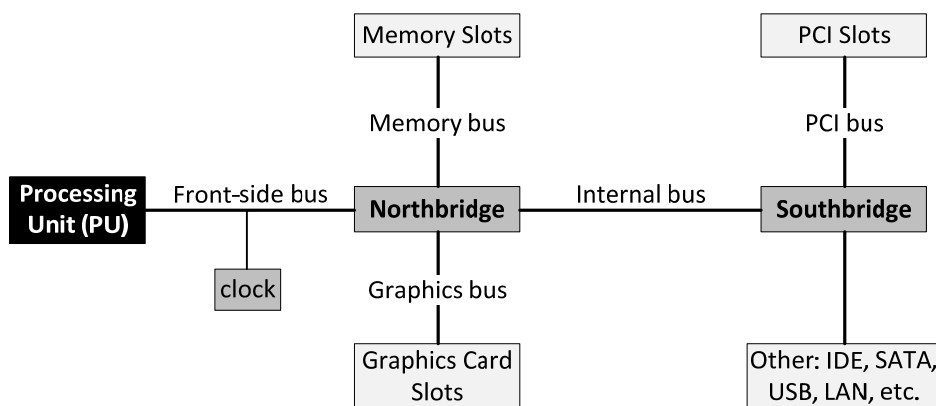 Memory Slots
PCI Slots
Memory bus
PCI bus
Processing
Unit (PU)
Front-side bus
Northbridge
Internal bus
Southbridge
clock
Graphics bus
Graphics Card
Slots
Other: IDE, SATA,
USB, LAN, etc.